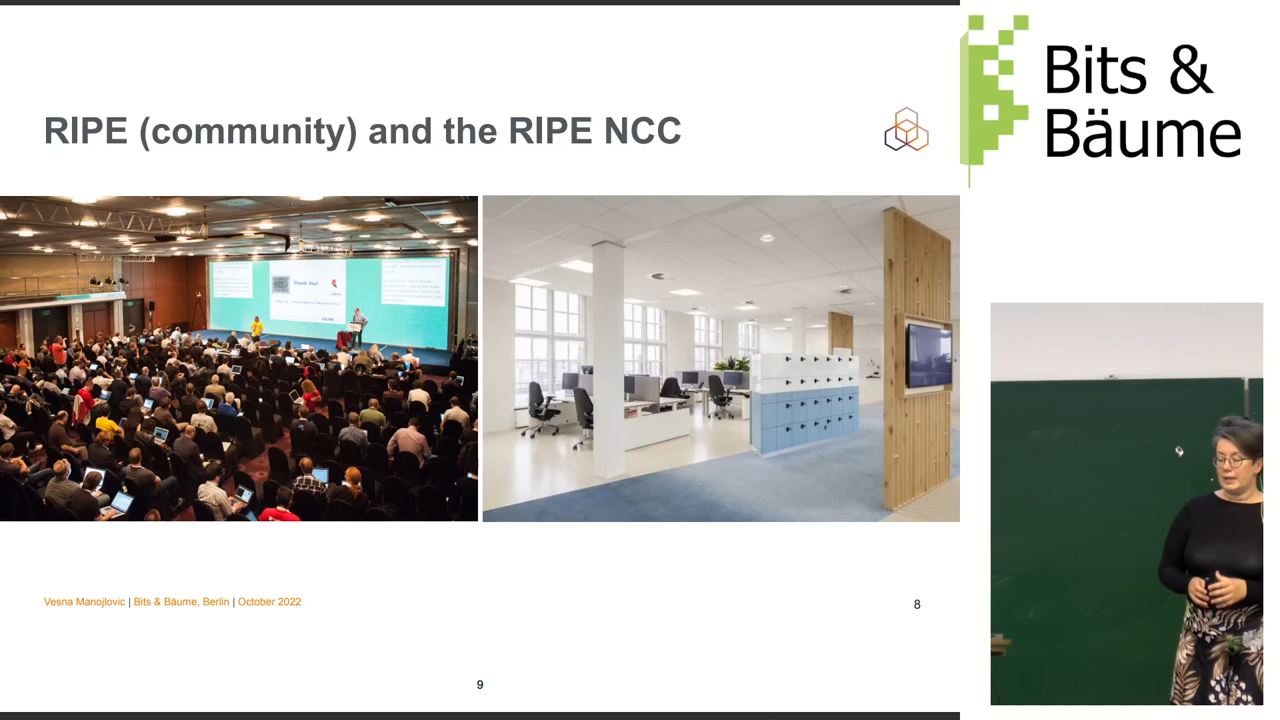 RIPE (community) and the RIPE NCC
Bits &
Bäume
Thank You!
Vesna Manojlovic | Bits & Bäume, Berlin | October 2022
8
9